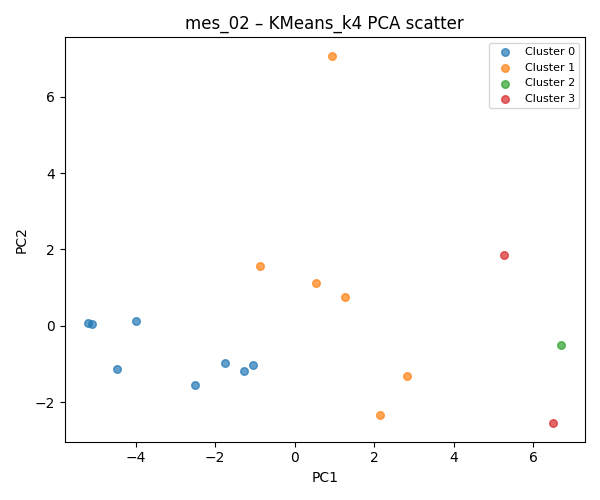 mes_02 – KMeans_k4 PCA scatter
Cluster 0
Cluster 1
Cluster 2
Cluster 3
PC2
6
4
2
0
−2
−4
−2
0
2
4
6
PC1